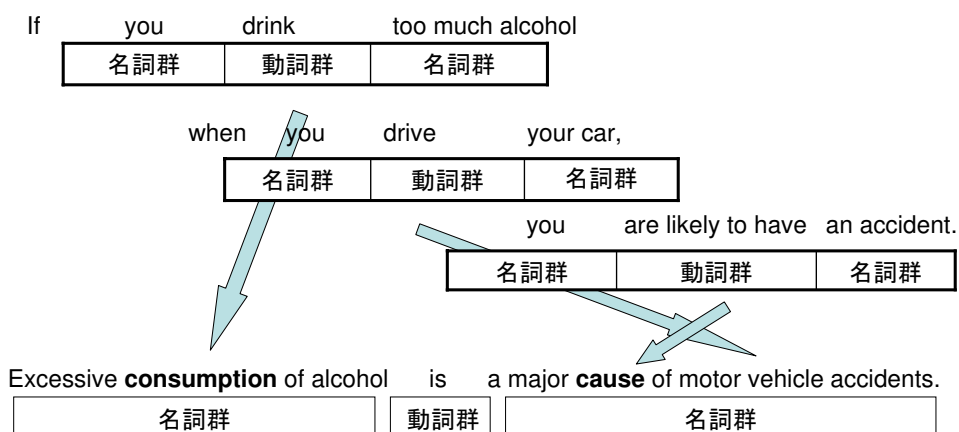 If you drink too much alcohol
名詞群 動詞群 名詞群
when you drive your car,
名詞群 動詞群 名詞群
you are likely to have an accident.
名詞群 動詞群 名詞群
Excessive consumption of alcohol is a major cause of motor vehicle accidents.
名詞群 動詞群 名詞群